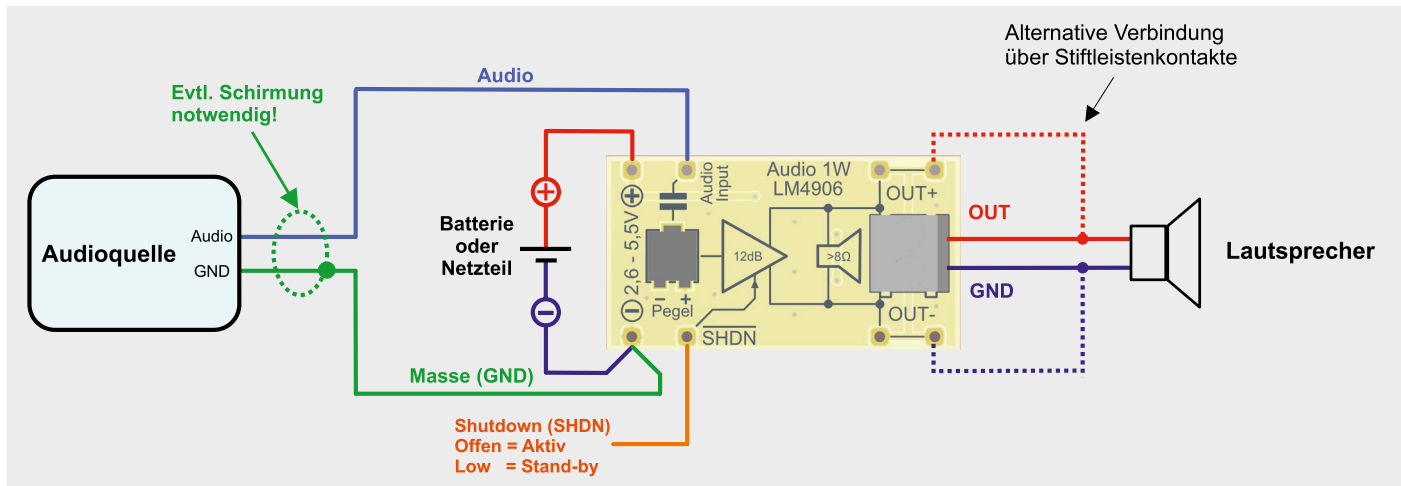 Alternative Verbindung
über Stiftleistenkontakte
Audio
Evtl. Schirmung
notwendig!
Audioquelle
Audio
GND
Batterie
oder
Netzteil
+
−
Masse (GND)
Shutdown (SHDN)
Offen = Aktiv
Low = Stand-by
+
2,6 - 5,5V
−
Audio
Input
Audio 1W
LM4906
12dB
>8Ω
− +
Pegel
SHDN
OUT+
OUT-
OUT
GND
Lautsprecher